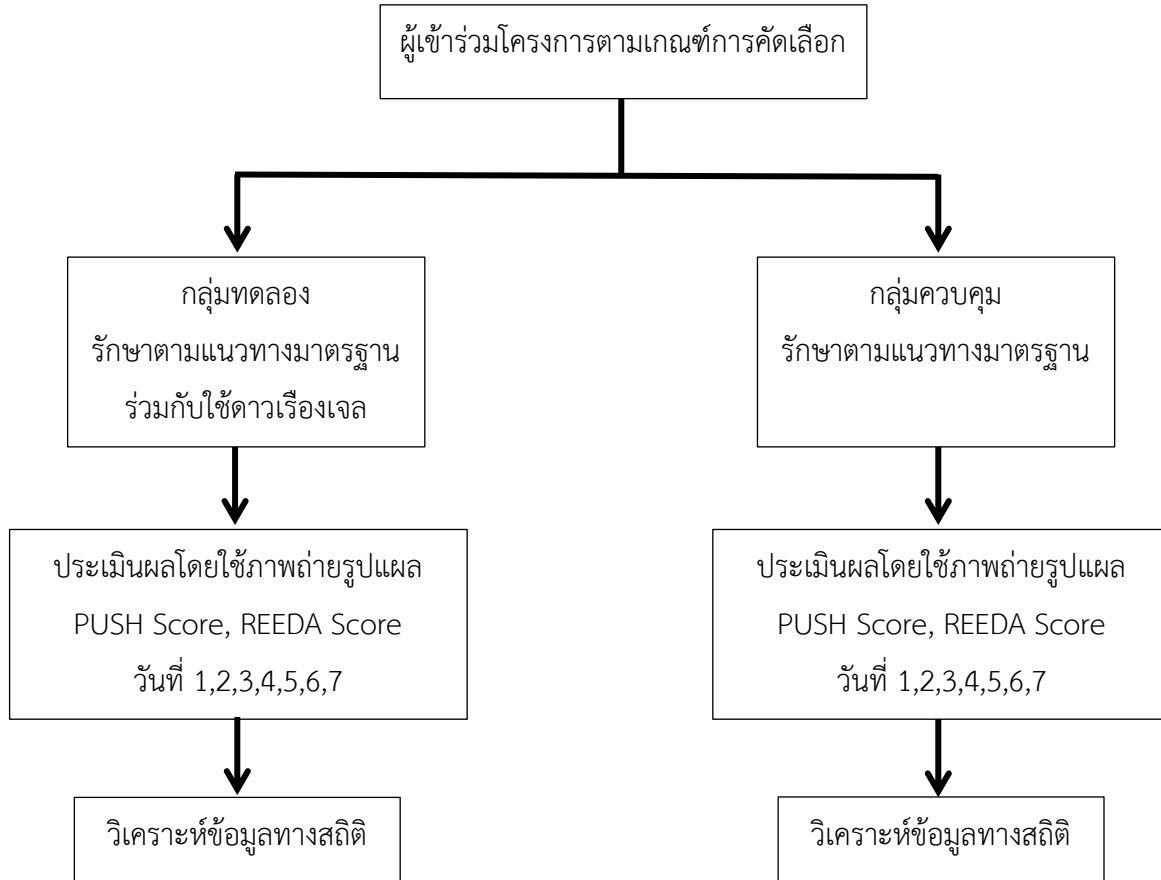 ผู้เข้าร่วมโครงการตามเกณฑ์การคัดเลือก
กลุ่มทดลอง
รักษาตามแนวทางมาตรฐาน
ร่วมกับใช้ดาวเรืองเจล
กลุ่มควบคุม
รักษาตามแนวทางมาตรฐาน
ประเมินผลโดยใช้ภาพถ่ายรูปแผล
PUSH Score, REEDA Score
วันที่ 1,2,3,4,5,6,7
ประเมินผลโดยใช้ภาพถ่ายรูปแผล
PUSH Score, REEDA Score
วันที่ 1,2,3,4,5,6,7
วิเคราะห์ข้อมูลทางสถิติ
วิเคราะห์ข้อมูลทางสถิติ